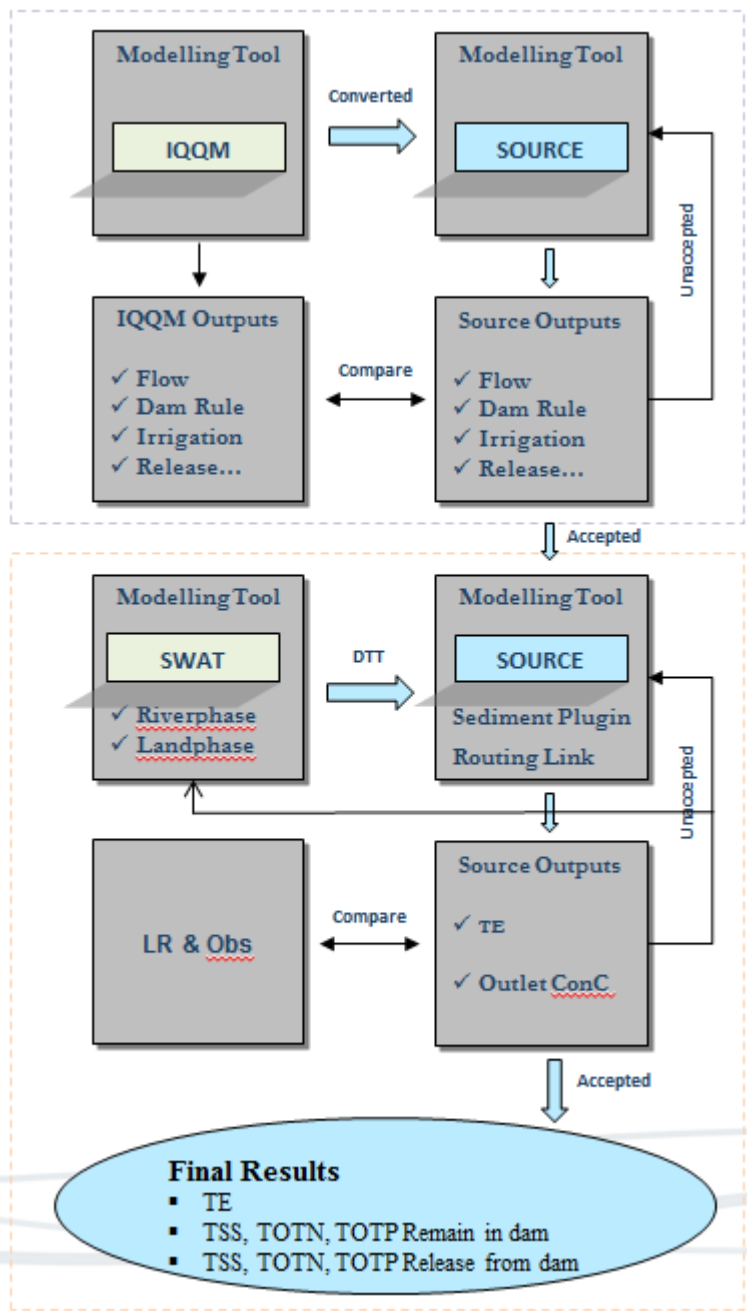 Modelling Tool
IQQM
Converted
Modelling Tool
SOURCE
Unaccepted
IQQM Outputs
✓ Flow
✓ Dam Rule
✓ Irrigation
✓ Release...
Compare
Source Outputs
✓ Flow
✓ Dam Rule
✓ Irrigation
✓ Release...
Accepted
Modelling Tool
SWAT
✓ Riverphase
✓ Landphase
DTT
Modelling Tool
SOURCE
Sediment Plugin
Routing Link
Unaccepted
LR & Obs
Compare
Source Outputs
✓ TE
✓ Outlet ConC
Accepted
Final Results
▪ TE
▪ TSS, TOTN, TOTP Remain in dam
▪ TSS, TOTN, TOTP Release from dam